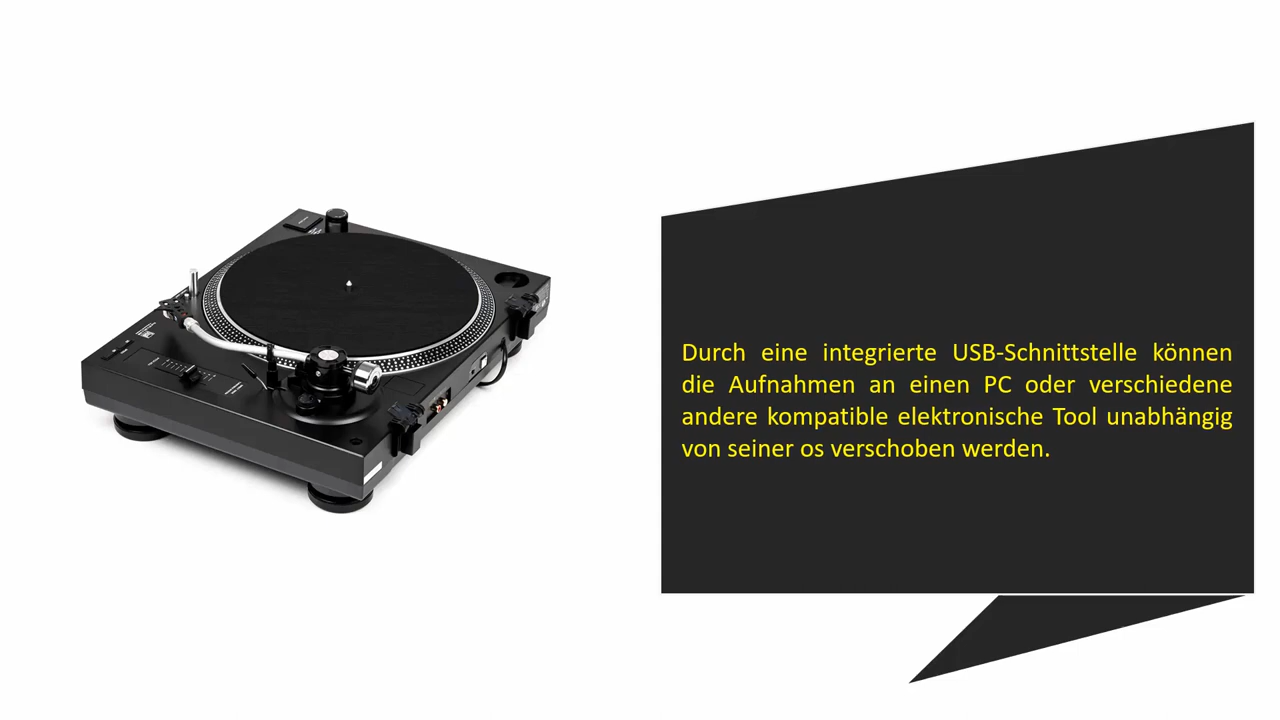 Durch eine integrierte USB-Schnittstelle können
die Aufnahmen an einen PC oder verschiedene
andere kompatible elektronische Tool unabhängig
von seiner os verschoben werden.